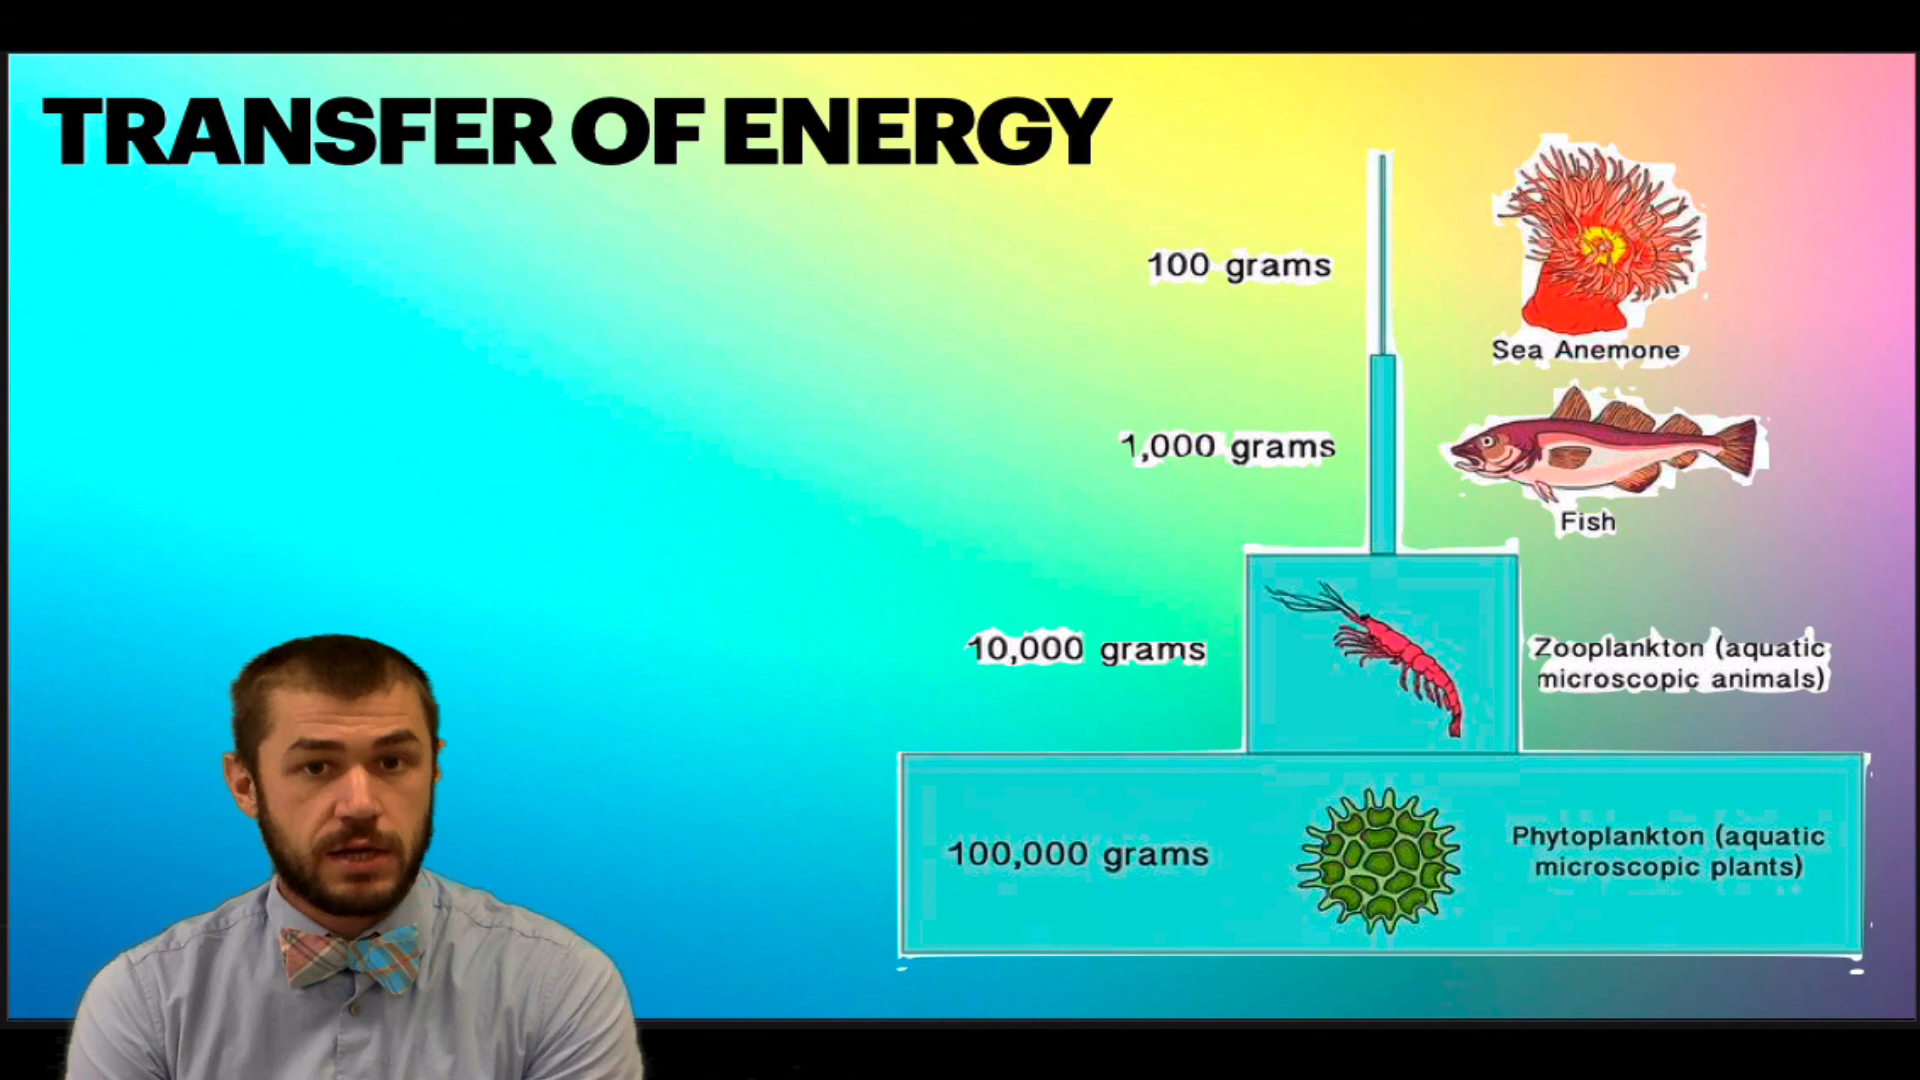 TRANSFER OF ENERGY
100 grams
Sea Anemone
1,000 grams
Fish
10,000 grams
Zooplankton (aquatic
microscopic animals)
100,000 grams
Phytoplankton (aquatic
microscopic plants)